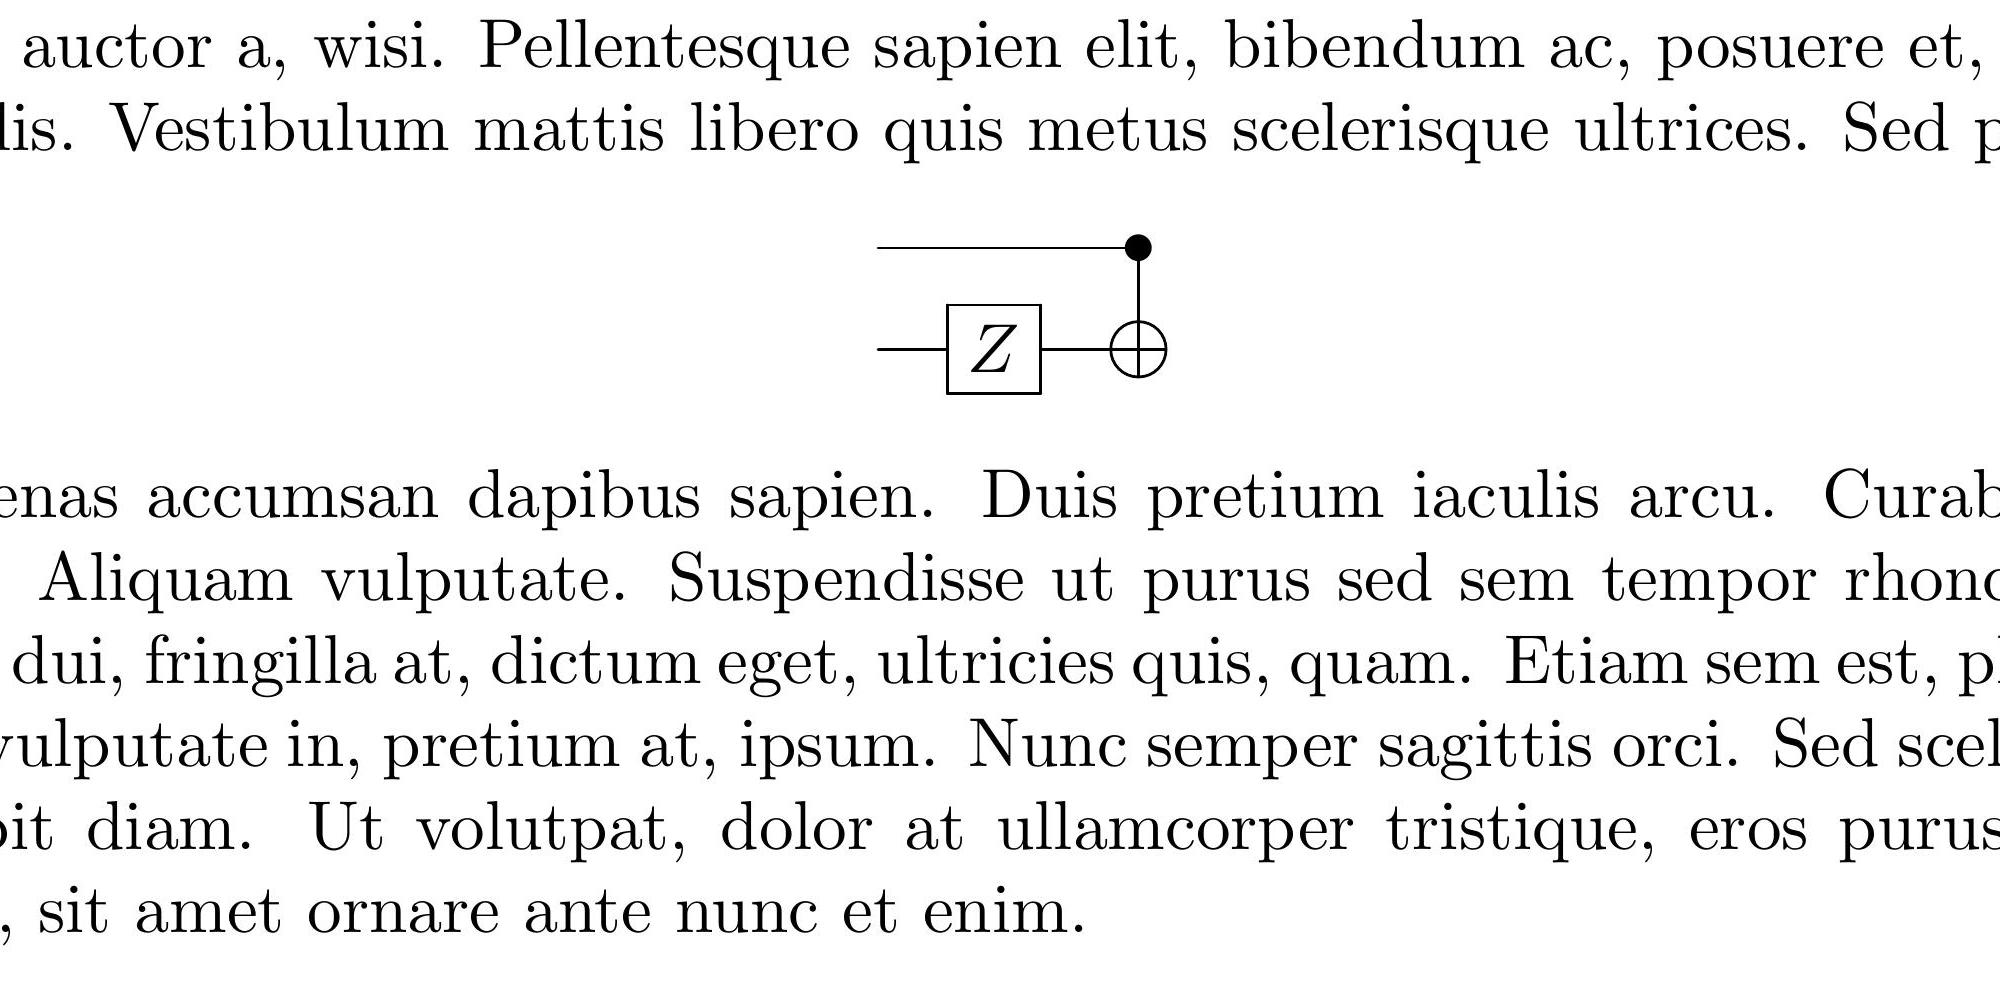 auctor a, wisi. Pellentesque sapien elit, bibendum ac, posuere et,
lis. Vestibulum mattis libero quis metus scelerisque ultrices. Sed p
Z
enas accumsan dapibus sapien. Duis pretium iaculis arcu. Curab
Aliquam vulputate. Suspendisse ut purus sed sem tempor rhonc
dui, fringilla at, dictum eget, ultricies quis, quam. Etiam sem est, pl
vulputate in, pretium at, ipsum. Nunc semper sagittis orci. Sed scel
it diam. Ut volutpat, dolor at ullamcorper tristique, eros purus
, sit amet ornare ante nunc et enim.